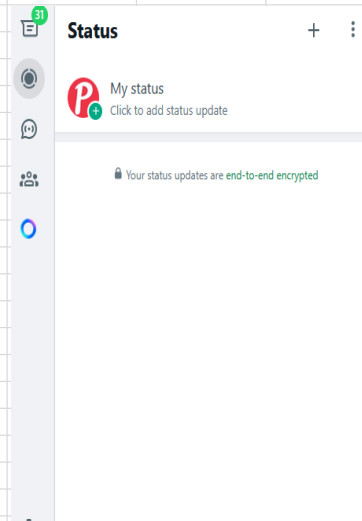 31
Status
My status
Click to add status update
Your status updates are end-to-end encrypted